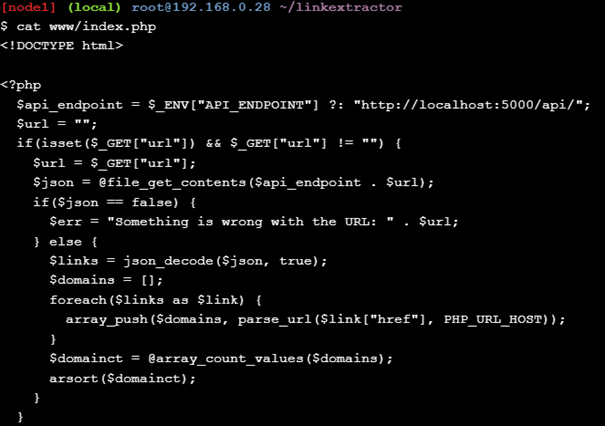 [node1] (local) root@192.168.0.28 ~/linkextractor
$ cat www/index.php
<!DOCTYPE html>

<?php
  $api_endpoint = $_ENV["API_ENDPOINT"] ?: "http://localhost:5000/api/";
  $url = "";
  if(isset($_GET["url"]) && $_GET["url"] != "") {
    $url = $_GET["url"];
    $json = @file_get_contents($api_endpoint . $url);
    if($json == false) {
      $err = "Something is wrong with the URL: " . $url;
    } else {
      $links = json_decode($json, true);
      $domains = [];
      foreach($links as $link) {
        array_push($domains, parse_url($link["href"], PHP_URL_HOST));
      }
      $domainct = @array_count_values($domains);
      arsort($domainct);
    }
  }